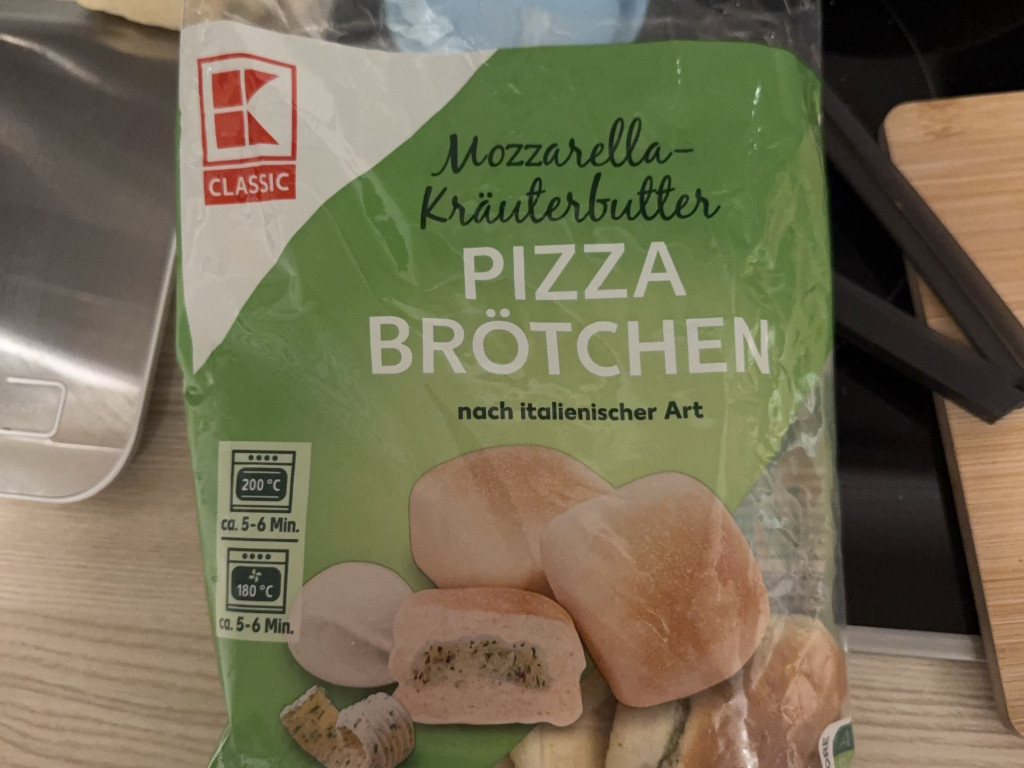 CLASSIC
Mozzarella-
Kräuterbutter
PIZZA
BRÖTCHEN
nach italienischer Art
200 °C
ca. 5-6 Min.
180 °C
ca. 5-6 Min.